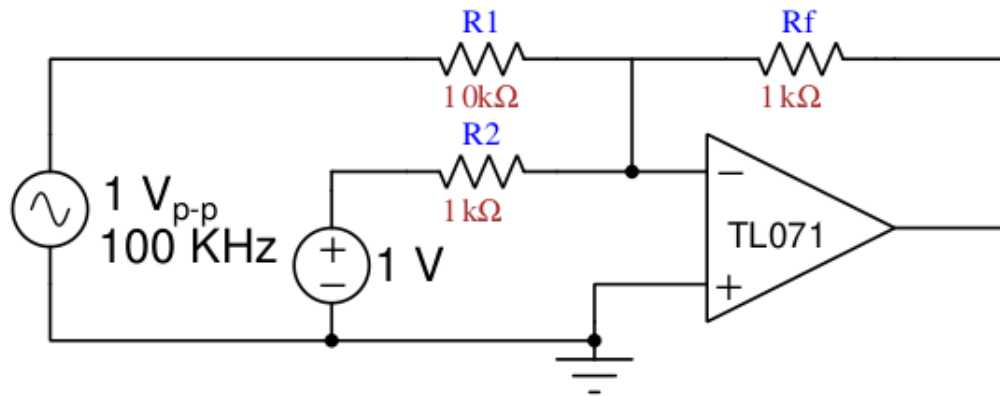 R1
10kΩ
Rf
1kΩ
R2
1kΩ
1 Vp-p
100 KHz
+
−
1 V
−
TL071
+